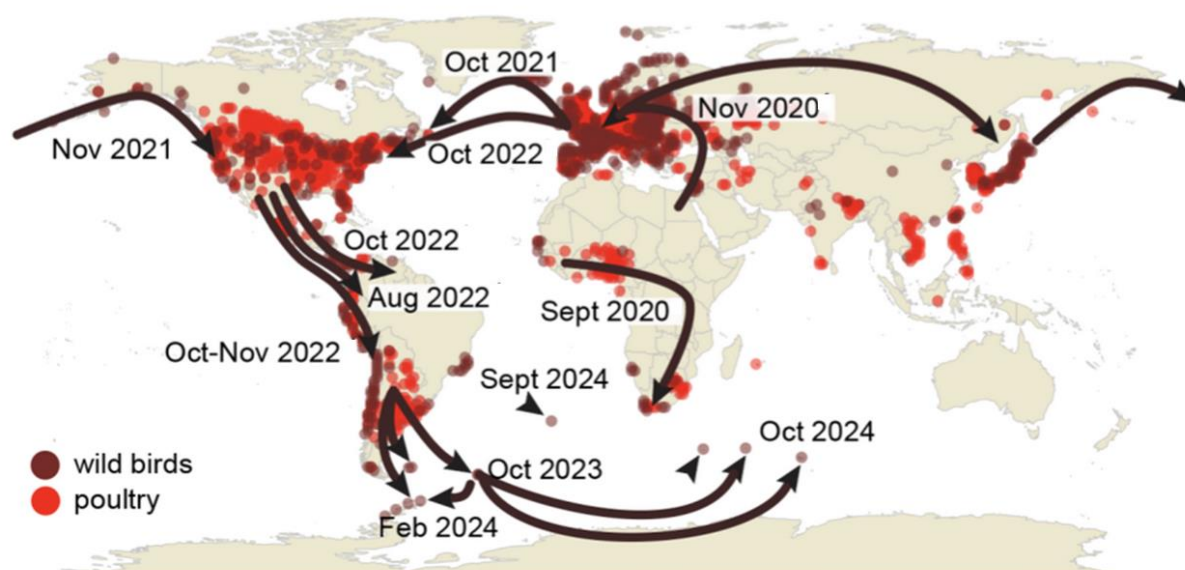 Oct 2021
Nov 2020
Nov 2021
Oct 2022
Oct 2022
Aug 2022
Sept 2020
Oct-Nov 2022
Sept 2024
Oct 2024
wild birds
Oct 2023
poultry
Feb 2024